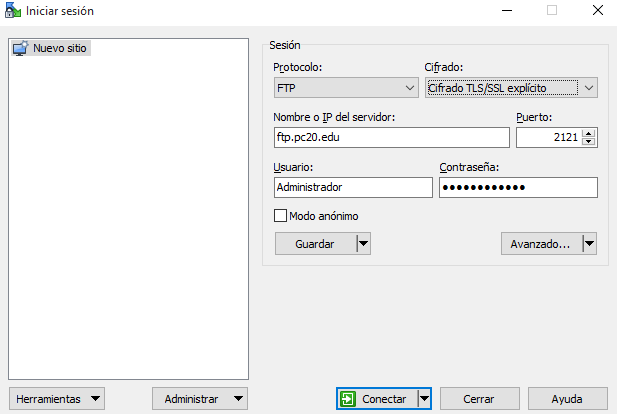 Iniciar sesión
Nuevo sitio
Sesión
Protocolo:
Cifrado:
FTP
Cifrado TLS/SSL explícito
Nombre o IP del servidor:
Puerto:
ftp.pc20.edu
2121
Usuario:
Contraseña:
Administrador
●●●●●●●●●●●●
Modo anónimo
Guardar
Avanzado...
Herramientas
Administrar
Conectar
Cerrar
Ayuda